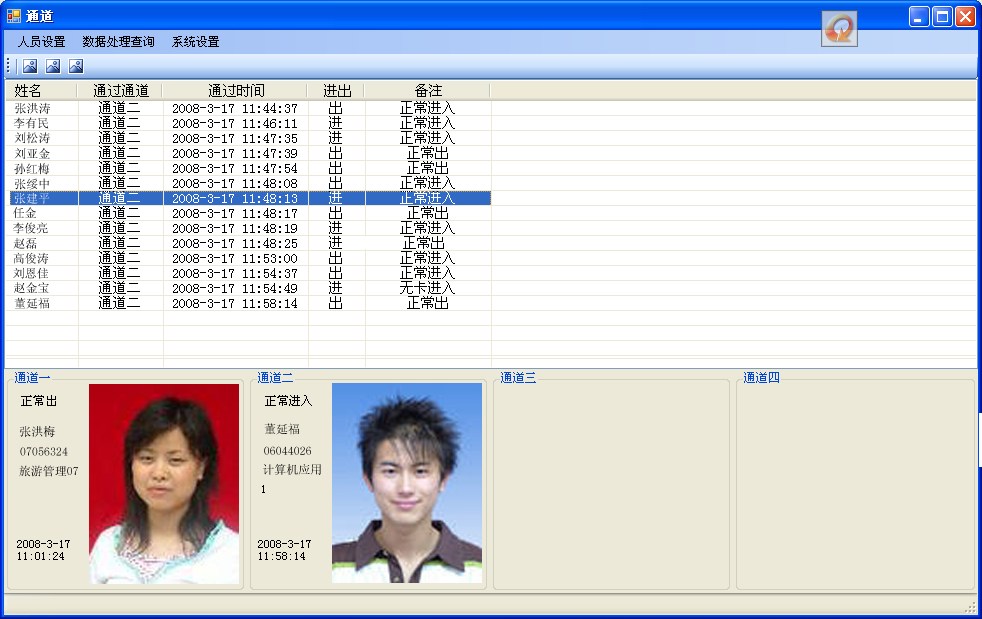 通道
人员设置 数据处理查询 系统设置
姓名 通过通道 通过时间 进出 备注
张洪涛 通道二 2008-3-17 11:44:37 出 正常进入
李有民 通道二 2008-3-17 11:46:11 进 正常进入
刘松涛 通道二 2008-3-17 11:47:35 进 正常进入
刘亚金 通道二 2008-3-17 11:47:39 出 正常出
孙红梅 通道二 2008-3-17 11:47:54 出 正常出
张绥中 通道二 2008-3-17 11:48:08 出 正常进入
张建平 通道二 2008-3-17 11:48:13 进 正常进入
任金 通道二 2008-3-17 11:48:17 出 正常出
李俊亮 通道二 2008-3-17 11:48:19 进 正常进入
赵磊 通道二 2008-3-17 11:48:25 进 正常出
高俊涛 通道二 2008-3-17 11:53:00 出 正常进入
刘恩佳 通道二 2008-3-17 11:54:37 出 正常进入
赵金宝 通道二 2008-3-17 11:54:49 进 无卡进入
董延福 通道二 2008-3-17 11:58:14 出 正常出
通道一
正常出
张洪梅
07056324
旅游管理07
2008-3-17
11:01:24
通道二
正常进入
董延福
06044026
计算机应用
1
2008-3-17
11:58:14
通道三
通道四